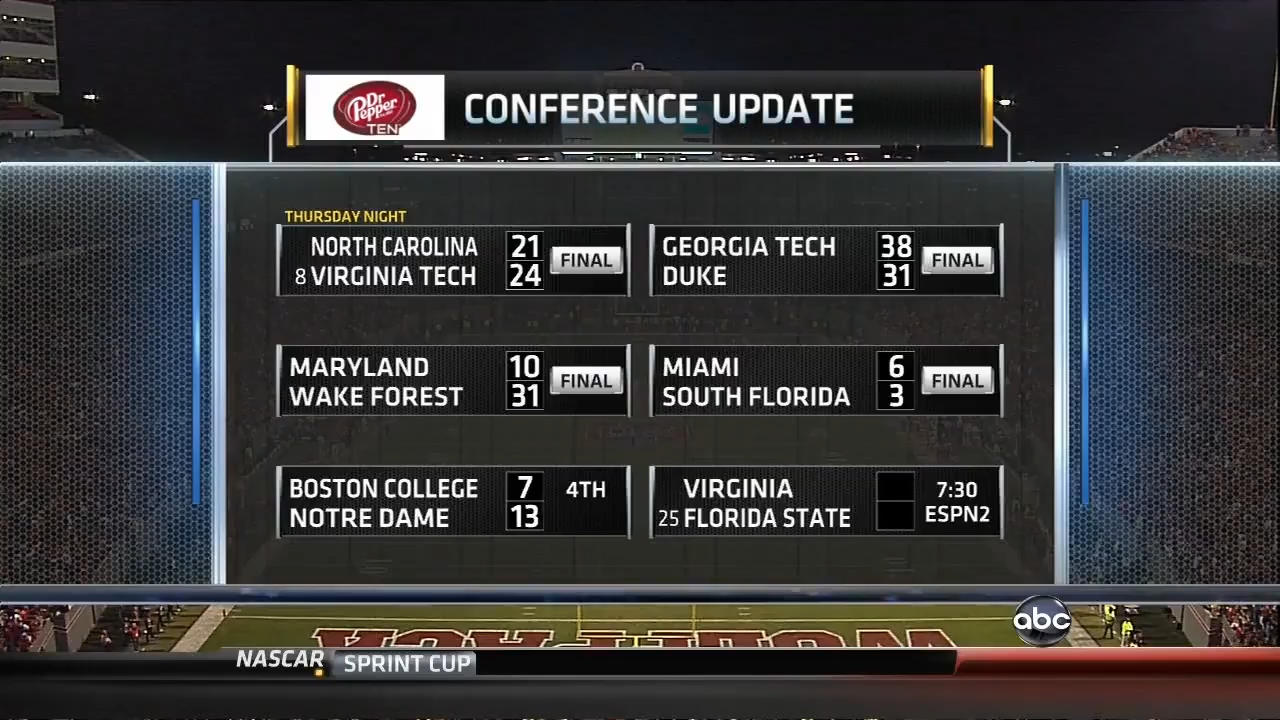 Dr Pepper TEN
CONFERENCE UPDATE
THURSDAY NIGHT
NORTH CAROLINA 21
8 VIRGINIA TECH 24
FINAL
GEORGIA TECH 38
DUKE 31
FINAL
MARYLAND 10
WAKE FOREST 31
FINAL
MIAMI 6
SOUTH FLORIDA 3
FINAL
BOSTON COLLEGE 7 4TH
NOTRE DAME 13
VIRGINIA 7:30
25 FLORIDA STATE ESPN2
abc
NASCAR SPRINT CUP